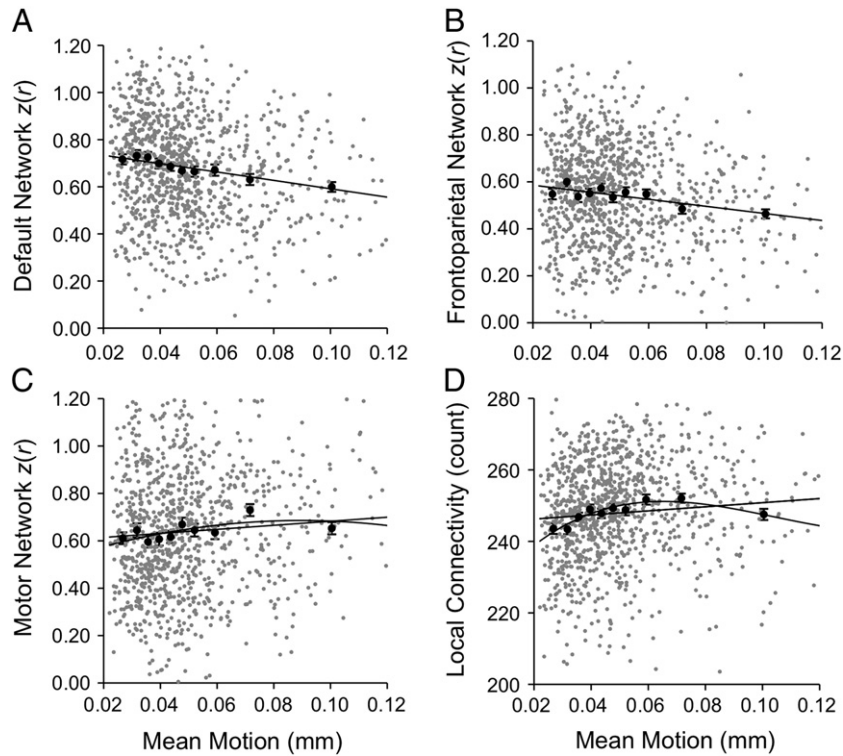 A
Default Network z(r)
1.20
1.00
0.80
0.60
0.40
0.20
0.00
0.02 0.04 0.06 0.08 0.10 0.12
B
Frontoparietal Network z(r)
1.20
1.00
0.80
0.60
0.40
0.20
0.00
0.02 0.04 0.06 0.08 0.10 0.12
C
Motor Network z(r)
1.20
1.00
0.80
0.60
0.40
0.20
0.00
0.02 0.04 0.06 0.08 0.10 0.12
Mean Motion (mm)
D
Local Connectivity (count)
280
260
240
220
200
0.02 0.04 0.06 0.08 0.10 0.12
Mean Motion (mm)